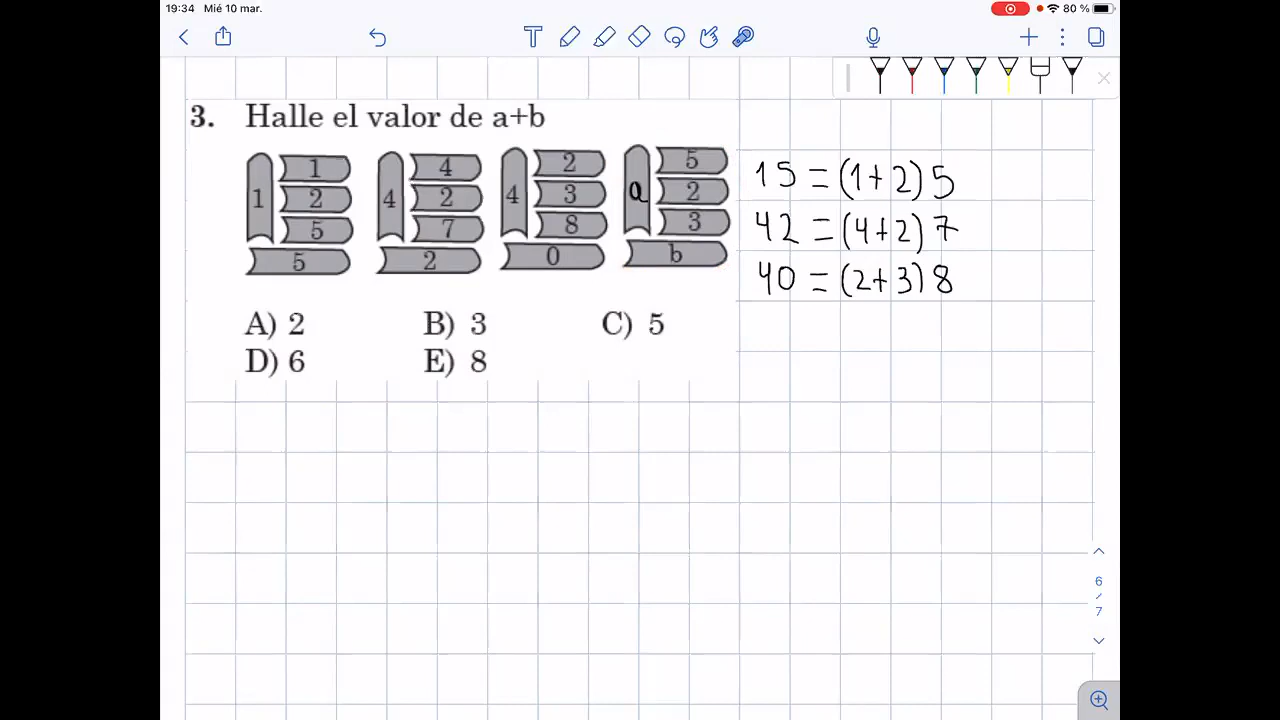 19:34 Mié 10 mar.
80 %
T
3. Halle el valor de a+b
1 1 2 5 5
4 4 2 7 2
4 2 3 8 0
a 5 2 3 b
15 = (1+2)5
42 = (4+2)7
40 = (2+3)8
A) 2 B) 3 C) 5
D) 6 E) 8
6
/
7